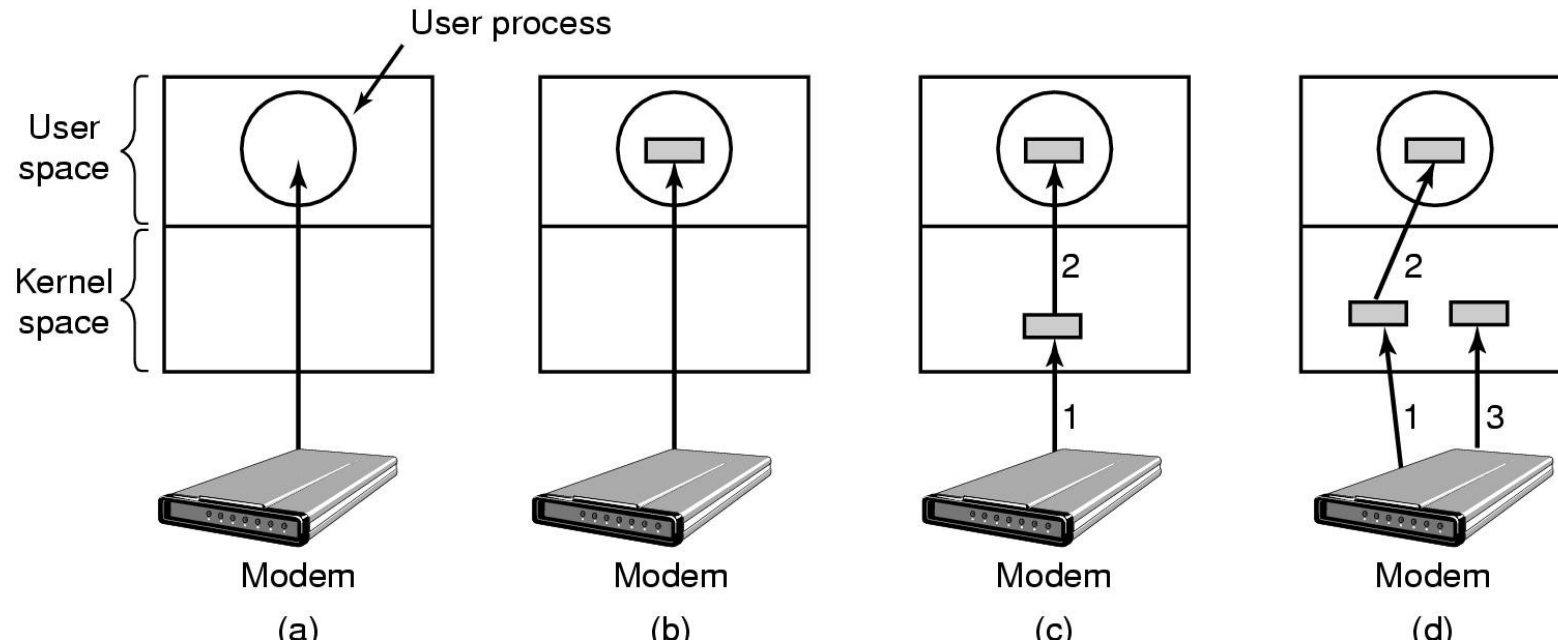 User process
User
space
Kernel
space
2
2
1
1
3
Modem
Modem
Modem
Modem
(a)
(b)
(c)
(d)